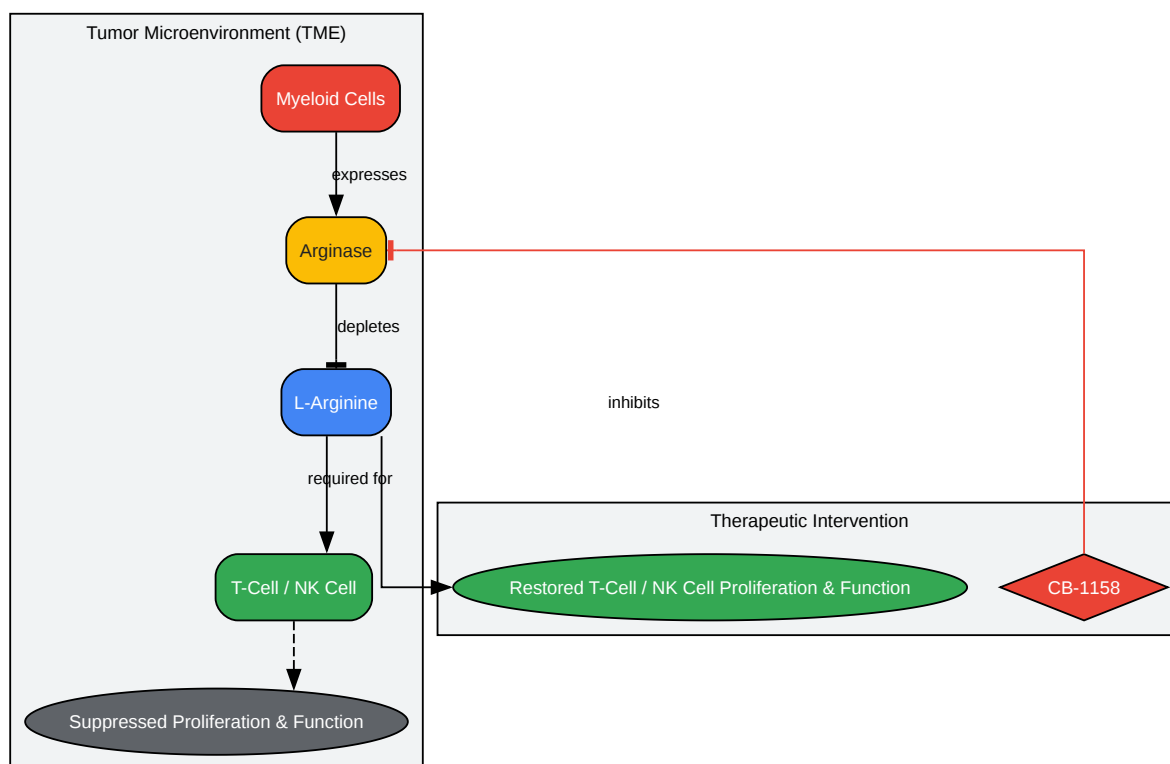 Tumor Microenvironment (TME)
Myeloid Cells
expresses
Arginase
depletes
L-Arginine
inhibits
required for
Therapeutic Intervention
T-Cell / NK Cell
Restored T-Cell / NK Cell Proliferation & Function
CB-1158
Suppressed Proliferation & Function